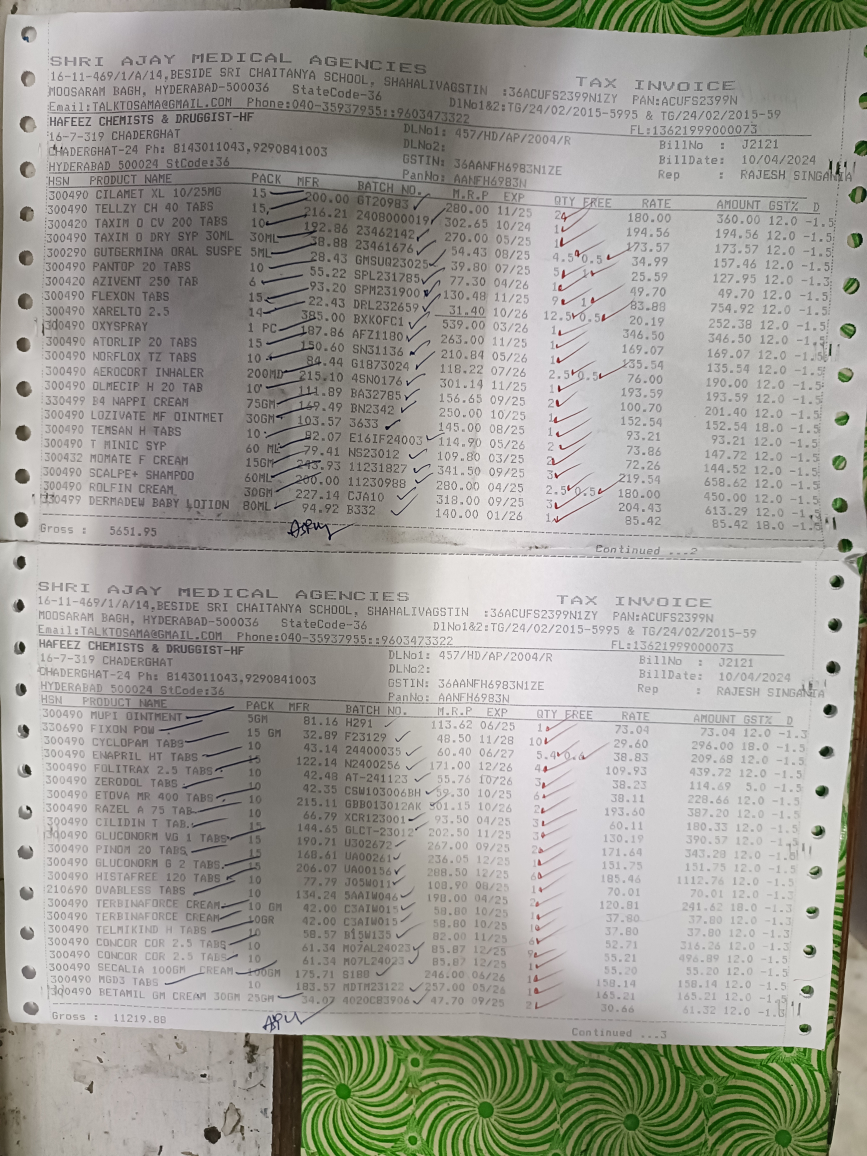 SHRI AJAY MEDICAL AGENCIES TAX INVOICE
16-11-469/1/A/14,BESIDE SRI CHAITANYA SCHOOL, SHAHALIVAGSTIN :36ACUFS2399N1ZY PAN:ACUFS2399N
MOOSARAM BAGH, HYDERABAD-500036 StateCode-36 DlNo1&2:TG/24/02/2015-5995 & TG/24/02/2015-59
Email:TALKTOSAMA@GMAIL.COM Phone:040-35937955::9603473322 FL:13621999000073
HAFEEZ CHEMISTS & DRUGGIST-HF DLNo1: 457/HD/AP/2004/R BillNo : J2121
16-7-319 CHADERGHAT DLNo2: BillDate: 10/04/2024
CHADERGHAT-24 Ph: 8143011043,9290841003 GSTIN: 36AANFH6983N1ZE Rep : RAJESH SINGANIA
HYDERABAD 500024 StCode:36 PanNo: AANFH6983N
HSN PRODUCT NAME PACK MFR BATCH NO. M.R.P EXP QTY FREE RATE AMOUNT GST% D
300490 CILAMET XL 10/25MG 15 200.00 GT20983 280.00 11/25 2 180.00 360.00 12.0 -1.5
300490 TELLZY CH 40 TABS 15 216.21 2408000019 302.65 10/24 1 194.56 194.56 12.0 -1.5
300420 TAXIM O CV 200 TABS 10 192.86 23462142 270.00 05/25 1 173.57 173.57 12.0 -1.5
300490 TAXIM O DRY SYP 30ML 30ML 38.88 23461676 54.43 08/25 4.5 0.5 34.99 157.46 12.0 -1.5
300290 GUTGERMINA ORAL SUSPE 5ML 28.43 GMSUQ23025 39.80 07/25 5 1 25.59 127.95 12.0 -1.3
300490 PANTOP 20 TABS 10 55.22 SPL231785 77.30 04/26 1 49.70 49.70 12.0 -1.5
300420 AZIVENT 250 TAB 6 93.20 SPM231900 130.48 11/25 9 1 83.88 754.92 12.0 -1.5
300490 FLEXON TABS 15 22.43 DRL232659 31.40 10/26 12.5 0.5 20.19 252.38 12.0 -1.5
300490 XARELTO 2.5 14 385.00 BXK0FC1 539.00 03/26 1 346.50 346.50 12.0 -1.5
300490 OXYSPRAY 1 PC 187.86 AFZ1180 263.00 11/25 1 169.07 169.07 12.0 -1.5
300490 ATORLIP 20 TABS 15 150.60 SN31136 210.84 05/26 1 135.54 135.54 12.0 -1.5
300490 NORFLOX TZ TABS 10 84.44 G1B73024 118.22 07/26 2.5 0.5 76.00 190.00 12.0 -1.5
300490 AEROCORT INHALER 200MD 215.10 4SN0176 301.14 11/25 1 193.59 193.59 12.0 -1.5
300490 OLMECIP H 20 TAB 10 111.89 BA32785 156.65 09/25 2 100.70 201.40 12.0 -1.5
330499 B4 NAPPI CREAM 75GM 169.49 BN2342 250.00 10/25 1 152.54 152.54 18.0 -1.5
300490 LOZIVATE MF OINTMET 30GM 103.57 3633 145.00 08/25 1 93.21 93.21 12.0 -1.5
300490 TEMSAN H TABS 10 82.07 E16IF24003 114.90 05/26 2 73.86 147.72 12.0 -1.5
300490 T MINIC SYP 60 ML 79.41 NS23012 109.80 03/25 2 72.26 144.52 12.0 -1.5
300432 MOMATE F CREAM 15GM 243.93 11231827 341.50 09/25 3 219.54 658.62 12.0 -1.5
300490 SCALPE+ SHAMPOO 60ML 200.00 11230988 280.00 04/25 2.5 0.5 180.00 450.00 12.0 -1.5
300490 ROLFIN CREAM 30GM 227.14 CJA10 318.00 09/25 3 204.43 613.29 12.0 -1.5
330499 DERMADEW BABY LOTION 80ML 94.92 B332 140.00 01/26 1 85.42 85.42 18.0 -1.5
Gross : 5651.95
Continued ...2
SHRI AJAY MEDICAL AGENCIES TAX INVOICE
16-11-469/1/A/14,BESIDE SRI CHAITANYA SCHOOL, SHAHALIVAGSTIN :36ACUFS2399N1ZY PAN:ACUFS2399N
MOOSARAM BAGH, HYDERABAD-500036 StateCode-36 DlNo1&2:TG/24/02/2015-5995 & TG/24/02/2015-59
Email:TALKTOSAMA@GMAIL.COM Phone:040-35937955::9603473322 FL:13621999000073
HAFEEZ CHEMISTS & DRUGGIST-HF DLNo1: 457/HD/AP/2004/R BillNo : J2121
16-7-319 CHADERGHAT DLNo2: BillDate: 10/04/2024
CHADERGHAT-24 Ph: 8143011043,9290841003 GSTIN: 36AANFH6983N1ZE Rep : RAJESH SINGANIA
HYDERABAD 500024 StCode:36 PanNo: AANFH6983N
HSN PRODUCT NAME PACK MFR BATCH NO. M.R.P EXP QTY FREE RATE AMOUNT GST% D
300490 MUPI OINTMENT 5GM 81.16 H291 113.62 06/25 1 73.04 73.04 12.0 -1.3
330690 FIXON POW 15 GM 32.89 F23129 48.50 11/28 10 29.60 296.00 18.0 -1.5
300490 CYCLOPAM TABS 10 43.14 24400035 60.40 06/27 5.4 0.6 38.83 209.68 12.0 -1.5
300490 ENAPRIL HT TABS 15 122.14 N2400256 171.00 12/26 4 109.93 439.72 12.0 -1.5
300490 FOLITRAX 2.5 TABS 10 42.48 AT-241123 55.76 10/26 3 38.23 114.69 5.0 -1.5
300490 ZERODOL TABS 10 42.35 CSW103006BH 59.30 10/25 6 38.11 228.66 12.0 -1.5
300490 ETOVA MR 400 TABS 10 215.11 GBB013012AK 301.15 10/26 2 193.60 387.20 12.0 -1.5
300490 RAZEL A 75 TAB 10 66.79 XCR123001 93.50 04/25 3 60.11 180.33 12.0 -1.5
300490 CILIDIN T TAB. 10 144.65 GLCT-23012 202.50 11/25 3 130.19 390.57 12.0 -1.5
300490 GLUCONORM VG 1 TABS 15 190.71 U302672 267.00 09/25 2 171.64 343.28 12.0 -1.5
300490 PINOM 20 TABS 15 168.61 UA00261 236.05 12/25 1 151.75 151.75 12.0 -1.5
300490 GLUCONORM G 2 TABS 15 206.07 UA00156 288.50 12/25 6 185.46 1112.76 12.0 -1.5
300490 HISTAFREE 120 TABS 10 77.79 J05W011 108.90 08/25 1 70.01 70.01 12.0 -1.3
210690 OVABLESS TABS 10 134.24 5AAIW046 198.00 04/25 2 120.81 241.62 18.0 -1.3
300490 TERBINAFORCE CREAM 10 GM 42.00 C3AIW015 58.80 10/25 1 37.80 37.80 12.0 -1.3
300490 TERBINAFORCE CREAM 10GR 42.00 C3AIW015 58.80 10/25 1 37.80 37.80 12.0 -1.3
300490 TELMIKIND H TABS 10 58.57 B15W135 82.00 11/25 6 52.71 316.26 12.0 -1.3
300490 CONCOR COR 2.5 TABS 10 61.34 M07AL24023 85.87 12/25 9 55.21 496.89 12.0 -1.5
300490 CONCOR COR 2.5 TABS 10 61.34 M07L24023 85.87 12/25 1 55.20 55.20 12.0 -1.5
300490 SECALIA 100GM CREAM 100GM 175.71 S188 246.00 06/26 1 158.14 158.14 12.0 -1.5
300490 MGD3 TABS 10 183.57 MDTM23122 257.00 05/26 1 165.21 165.21 12.0 -1.5
300490 BETAMIL GM CREAM 30GM 25GM 34.07 4020C83906 47.70 09/25 2 30.66 61.32 12.0 -1.3
Gross : 11219.88
Continued ...3